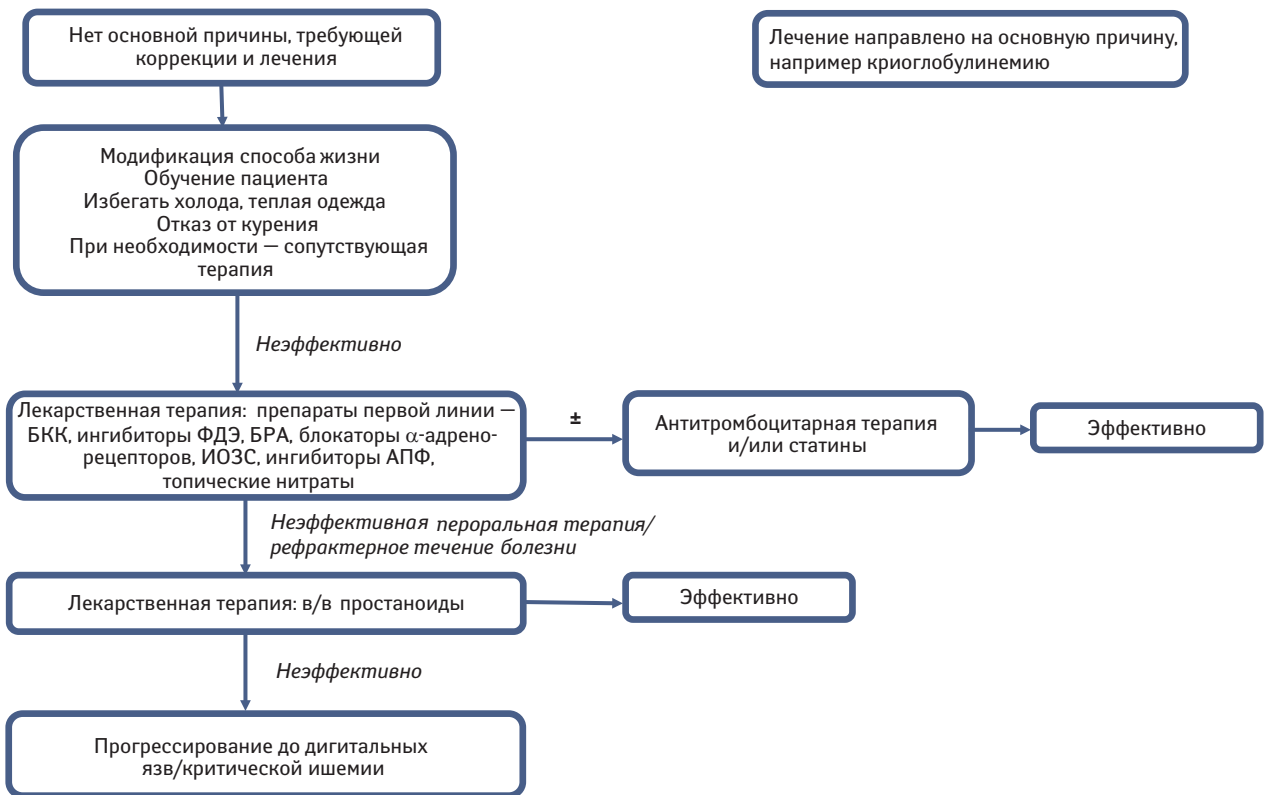 Нет основной причины, требующей
коррекции и лечения
Лечение направлено на основную причину,
например криоглобулинемию
Модификация способа жизни
Обучение пациента
Избегать холода, теплая одежда
Отказ от курения
При необходимости — сопутствующая
терапия
Неэффективно
Лекарственная терапия: препараты первой линии —
БКК, ингибиторы ФДЭ, БРА, блокаторы α-адрено-
рецепторов, ИОЗС, ингибиторы АПФ,
топические нитраты
±
Антитромбоцитарная терапия
и/или статины
Эффективно
Неэффективная пероральная терапия/
рефрактерное течение болезни
Лекарственная терапия: в/в простаноиды
Эффективно
Неэффективно
Прогрессирование до дигитальных
язв/критической ишемии